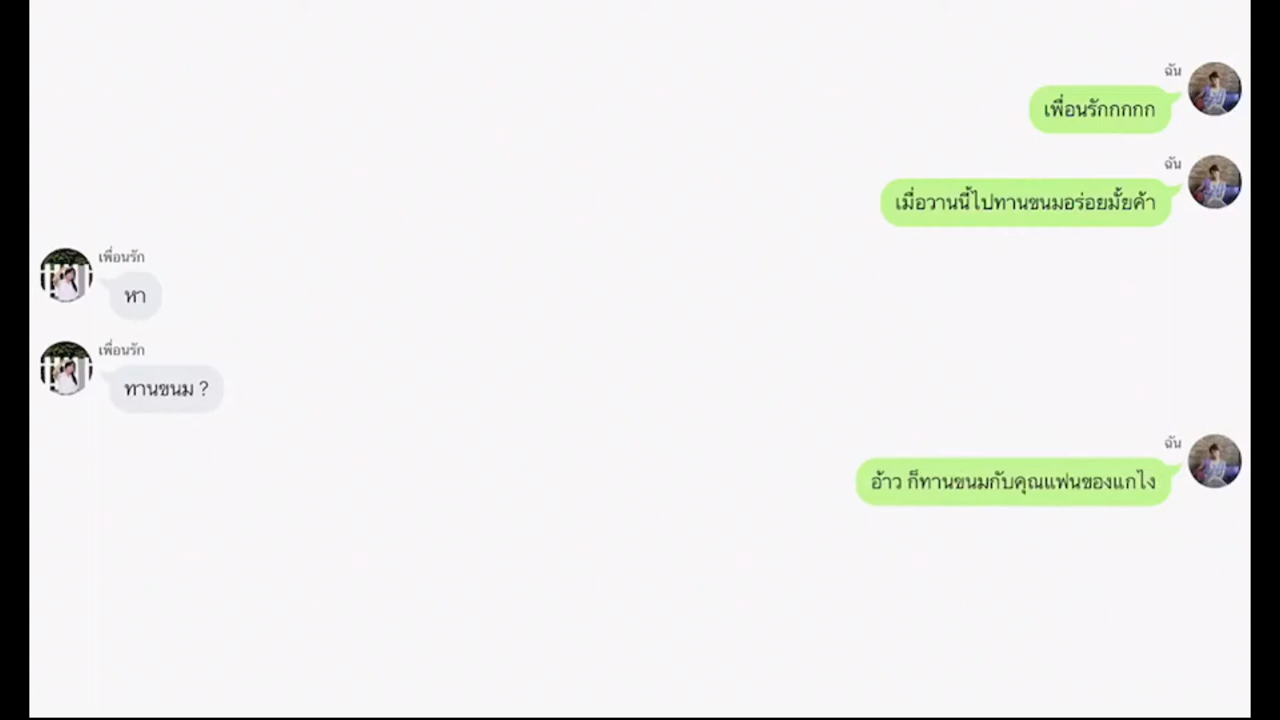 ฉัน
เพื่อนรักกกกก
ฉัน
เมื่อวานนี้ไปทานขนมอร่อยมั้ยค้า
เพื่อนรัก
หา
เพื่อนรัก
ทานขนม ?
ฉัน
อ้าว ก็ทานขนมกับคุณแฟนของแกไง